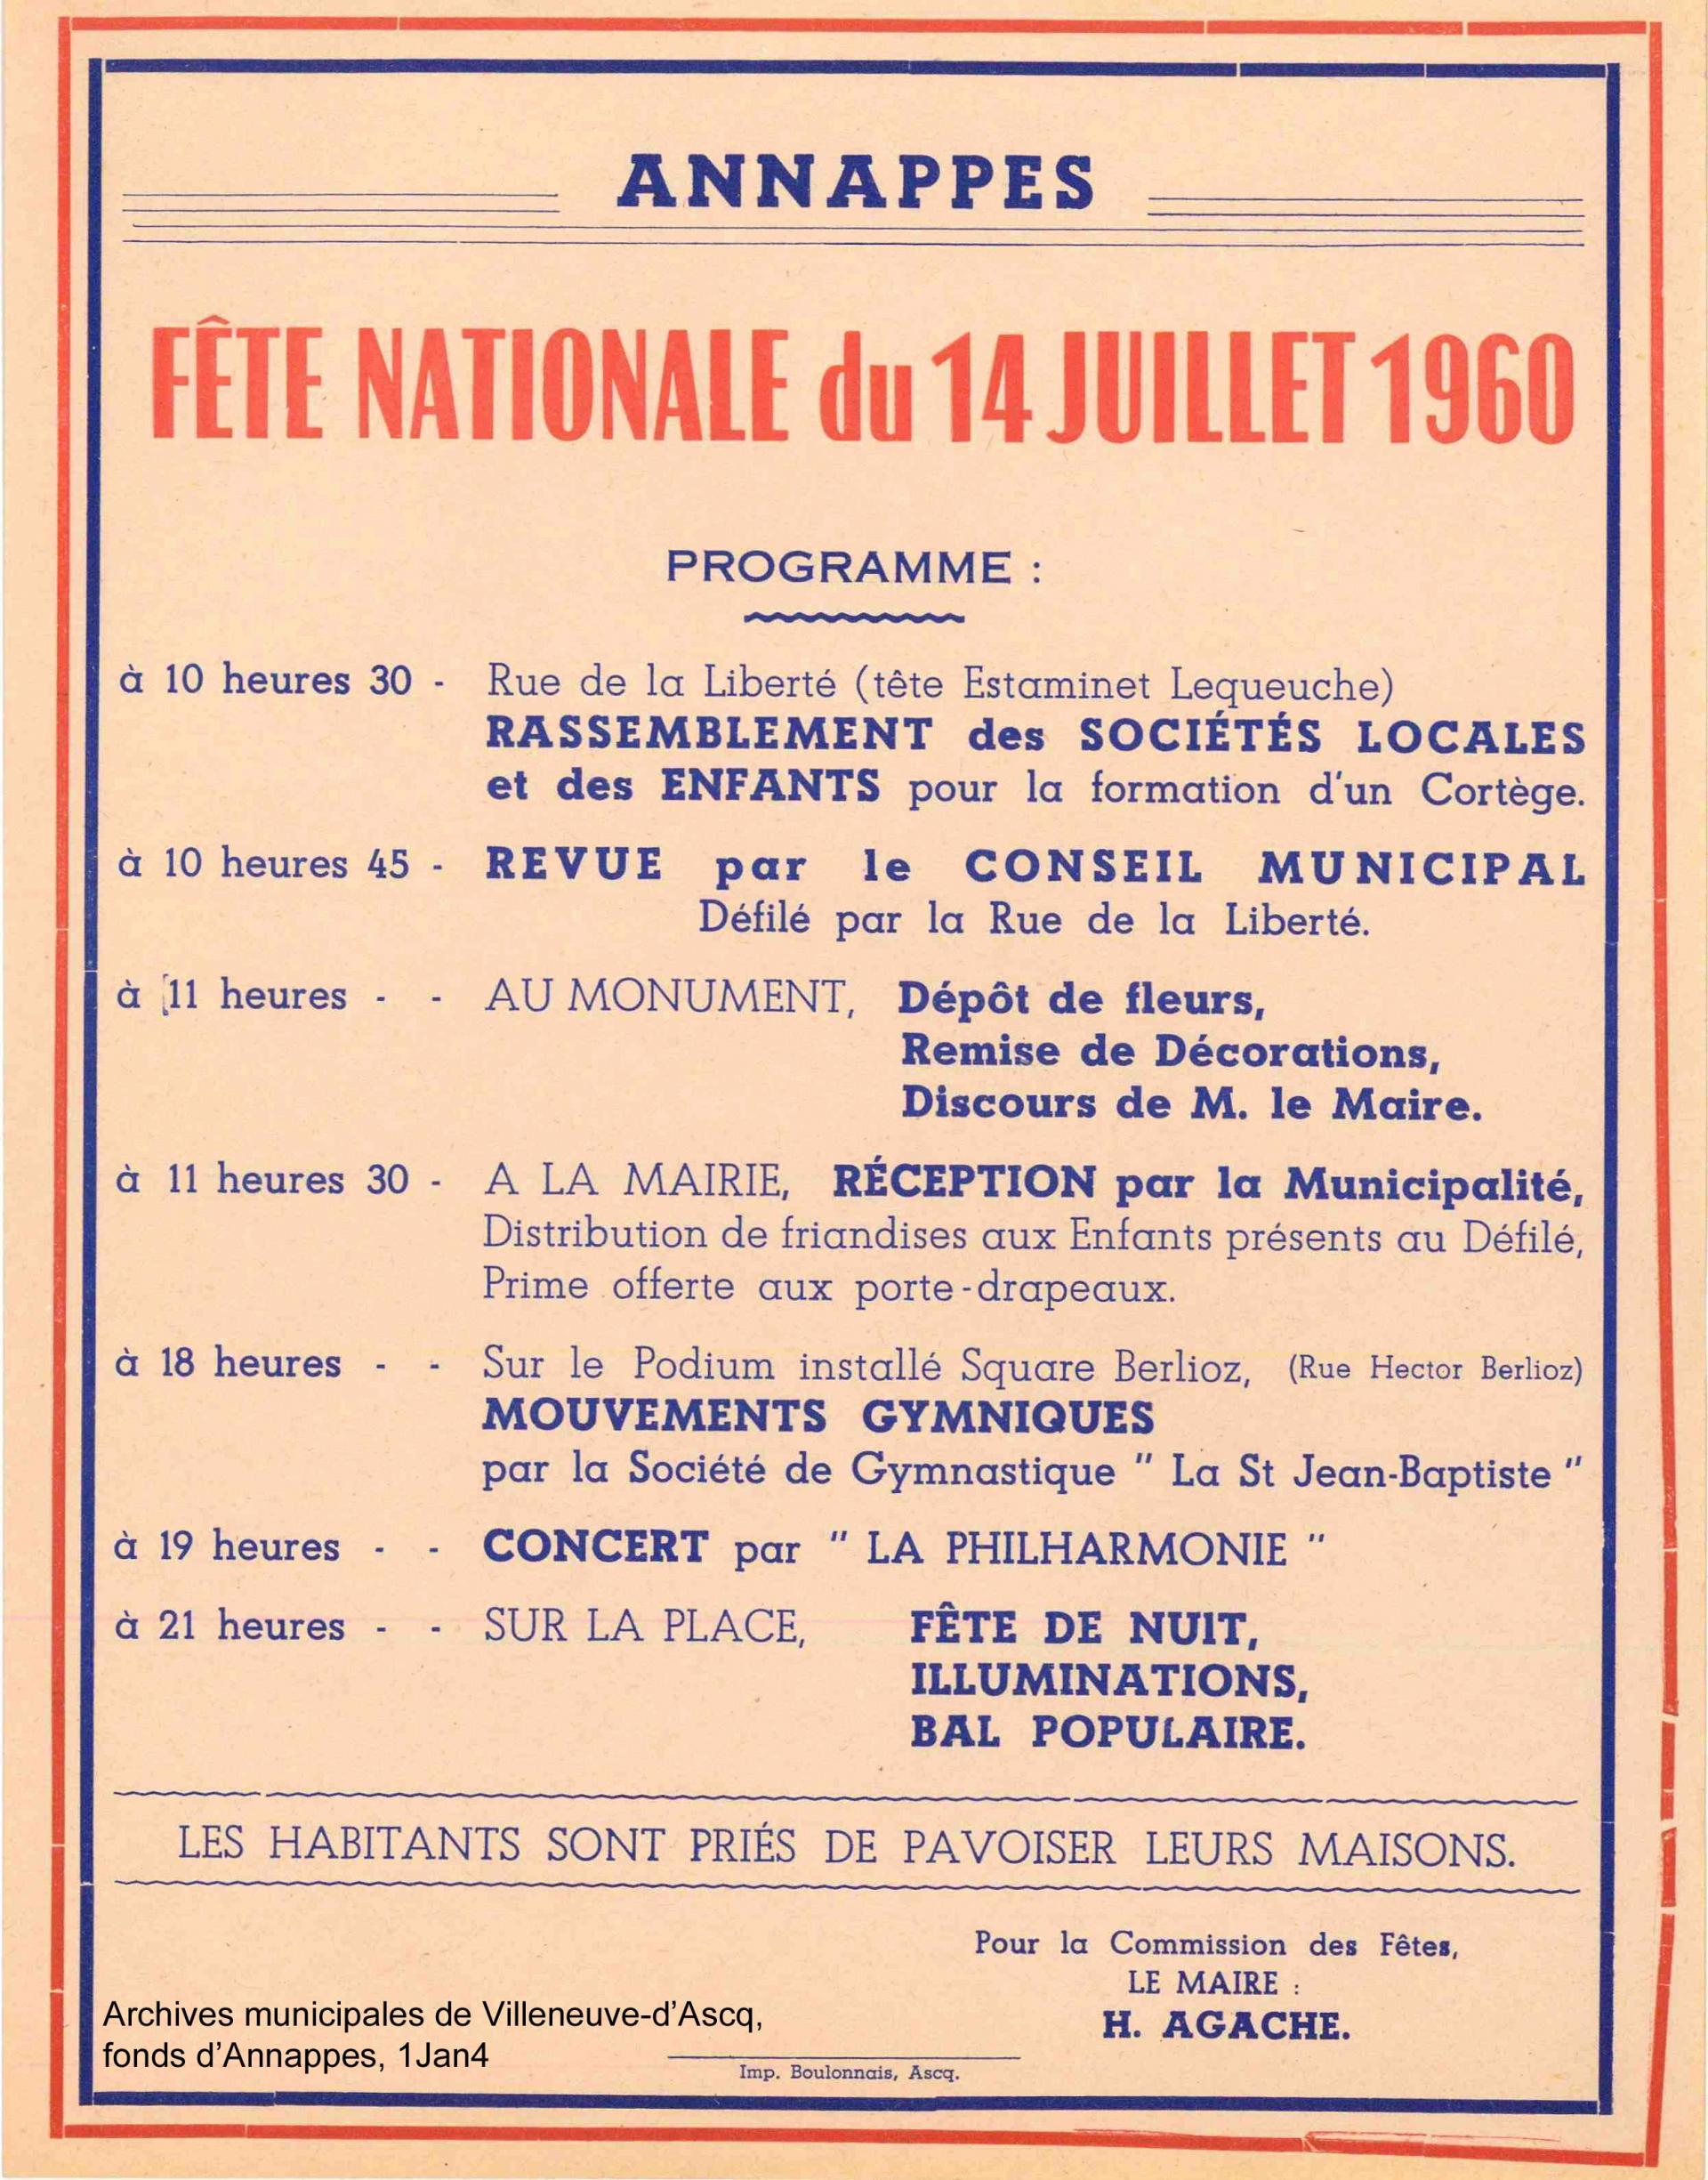 ANNAPPES
FÊTE NATIONALE du 14 JUILLET 1960
PROGRAMME :
à 10 heures 30 - Rue de la Liberté (tête Estaminet Lequeuche)
RASSEMBLEMENT des SOCIÉTÉS LOCALES
et des ENFANTS pour la formation d'un Cortège.
à 10 heures 45 - REVUE par le CONSEIL MUNICIPAL
Défilé par la Rue de la Liberté.
à 11 heures - - AU MONUMENT, Dépôt de fleurs,
Remise de Décorations,
Discours de M. le Maire.
à 11 heures 30 - A LA MAIRIE, RÉCEPTION par la Municipalité,
Distribution de friandises aux Enfants présents au Défilé,
Prime offerte aux porte-drapeaux.
à 18 heures - - Sur le Podium installé Square Berlioz, (Rue Hector Berlioz)
MOUVEMENTS GYMNIQUES
par la Société de Gymnastique " La St Jean-Baptiste "
à 19 heures - - CONCERT par " LA PHILHARMONIE "
à 21 heures - - SUR LA PLACE, FÊTE DE NUIT,
ILLUMINATIONS,
BAL POPULAIRE.
LES HABITANTS SONT PRIÉS DE PAVOISER LEURS MAISONS.
Pour la Commission des Fêtes,
LE MAIRE :
H. AGACHE.
Archives municipales de Villeneuve-d'Ascq,
fonds d'Annappes, 1Jan4
Imp. Boulonnais, Ascq.